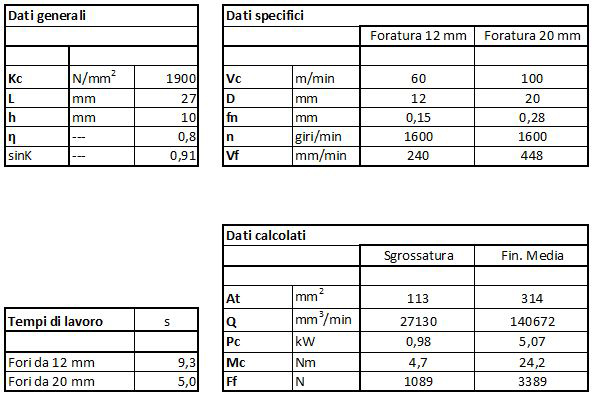 Dati generali
Kc N/mm² 1900
L mm 27
h mm 10
η --- 0,8
sinK --- 0,91
Dati specifici
Foratura 12 mm Foratura 20 mm
Vc m/min 60 100
D mm 12 20
fn mm 0,15 0,28
n giri/min 1600 1600
Vf mm/min 240 448
Tempi di lavoro s
Fori da 12 mm 9,3
Fori da 20 mm 5,0
Dati calcolati
Sgrossatura Fin. Media
At mm² 113 314
Q mm³/min 27130 140672
Pc kW 0,98 5,07
Mc Nm 4,7 24,2
Ff N 1089 3389